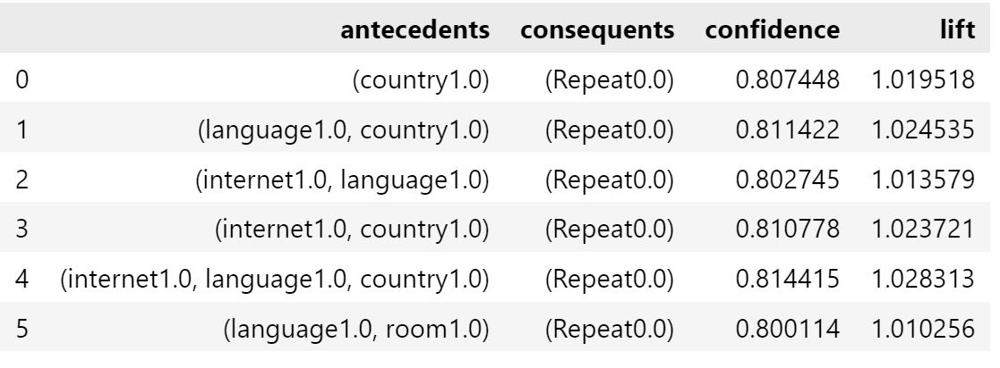 antecedents consequents confidence lift
0 (country1.0) (Repeat0.0) 0.807448 1.019518
1 (language1.0, country1.0) (Repeat0.0) 0.811422 1.024535
2 (internet1.0, language1.0) (Repeat0.0) 0.802745 1.013579
3 (internet1.0, country1.0) (Repeat0.0) 0.810778 1.023721
4 (internet1.0, language1.0, country1.0) (Repeat0.0) 0.814415 1.028313
5 (language1.0, room1.0) (Repeat0.0) 0.800114 1.010256